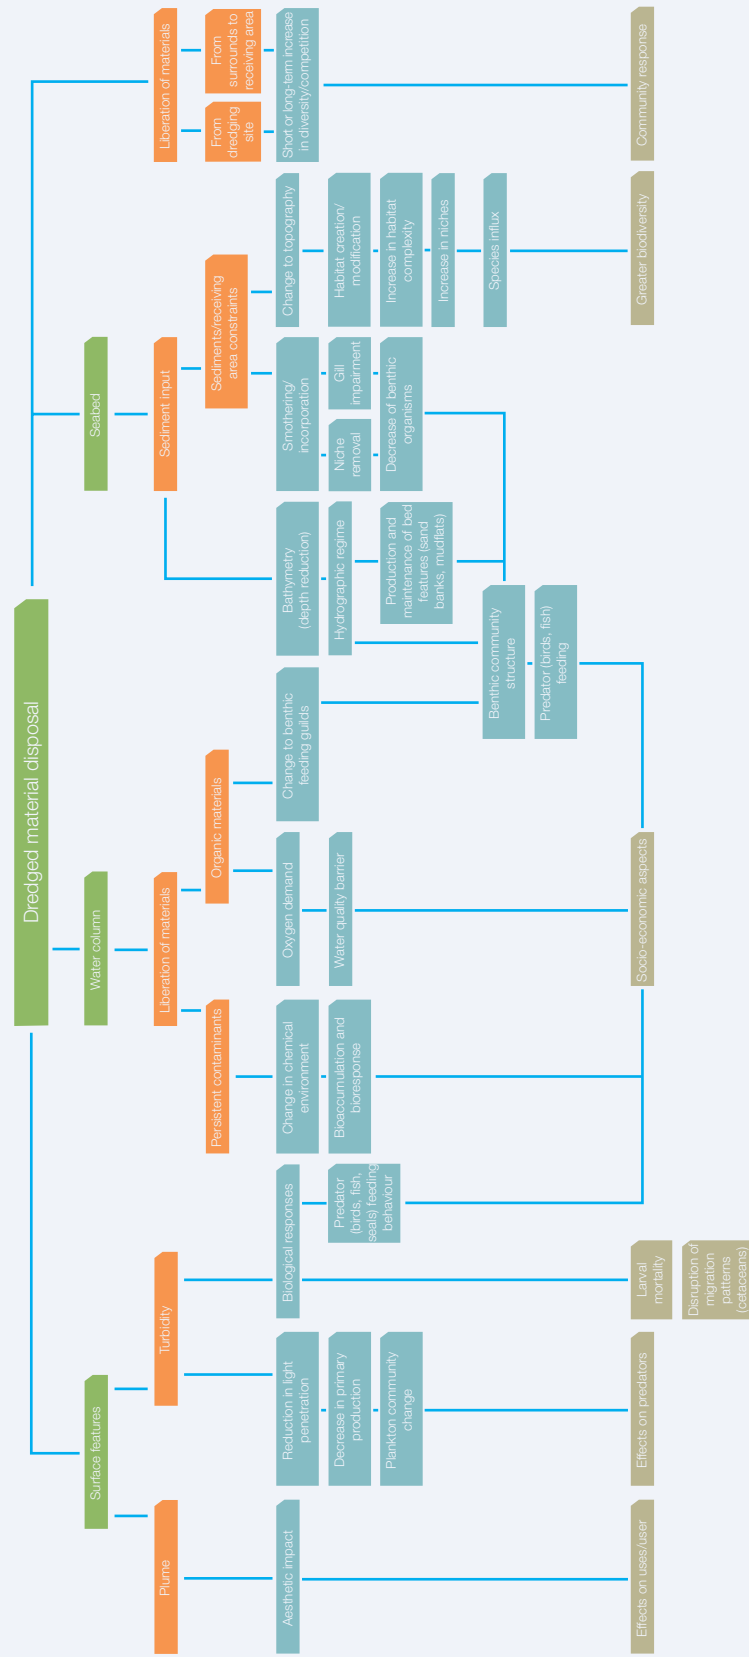 Dredged material disposal
Surface features
Water column
Seabed
Plume
Turbidity
Liberation of materials
Sediment input
Liberation of materials
Persistent contaminants
Organic materials
Sediments/receiving
area constraints
From
dredging
site
From
surrounds to
receiving area
Aesthetic impact
Reduction in light
penetration
Biological responses
Change in chemical
environment
Oxygen demand
Change to benthic
feeding guilds
Bathymetry
(depth reduction)
Smothering/
incorporation
Change to topography
Short or long-term increase
in diversity/competition
Decrease in primary
production
Predator
(birds, fish,
seals) feeding
behaviour
Bioaccumulation and
bioresponse
Water quality barrier
Hydrographic regime
Niche
removal
Gill
impairment
Habitat creation/
modification
Plankton community
change
Production and
maintenance of bed
features (sand
banks, mudflats)
Decrease of benthic
organisms
Increase in habitat
complexity
Increase in niches
Benthic community
structure
Species influx
Predator (birds, fish)
feeding
Effects on uses/user
Effects on predators
Larval
mortality
Socio-economic aspects
Greater biodiversity
Community response
Disruption of
migration
patterns
(cetaceans)